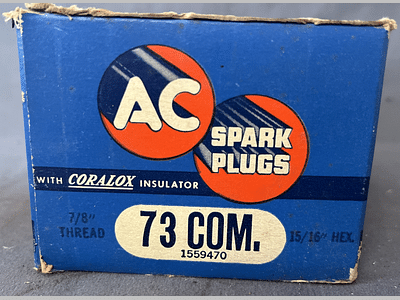 AC
SPARK
PLUGS
WITH CORALOX INSULATOR
7/8"
THREAD
73 COM.
1559470
15/16" HEX.